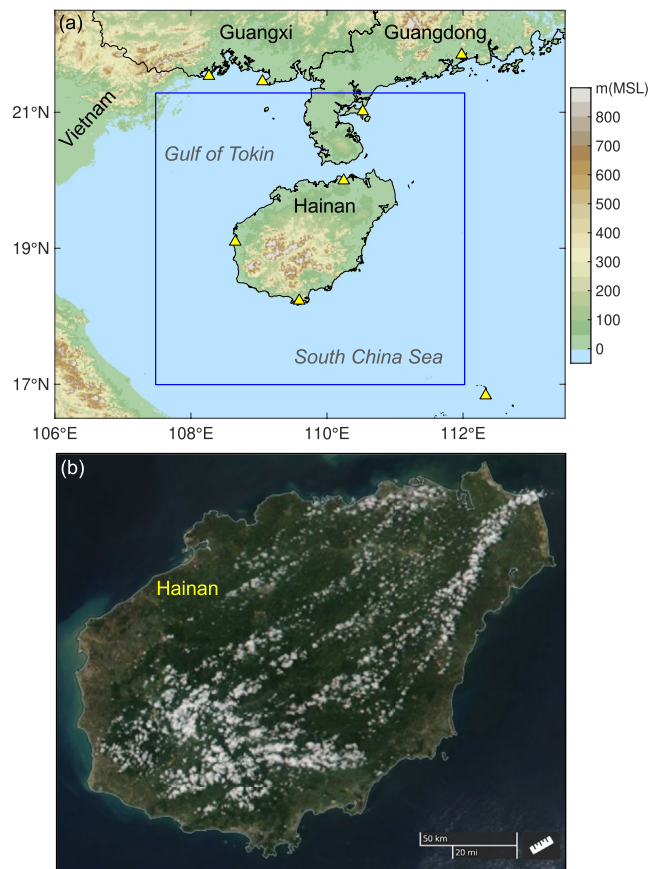 (a)
Guangxi
Guangdong
m(MSL)
800
700
600
500
400
300
200
100
0
21°N
Vietnam
Gulf of Tokin
Hainan
19°N
South China Sea
17°N
106°E
108°E
110°E
112°E
(b)
Hainan
50 km
20 mi